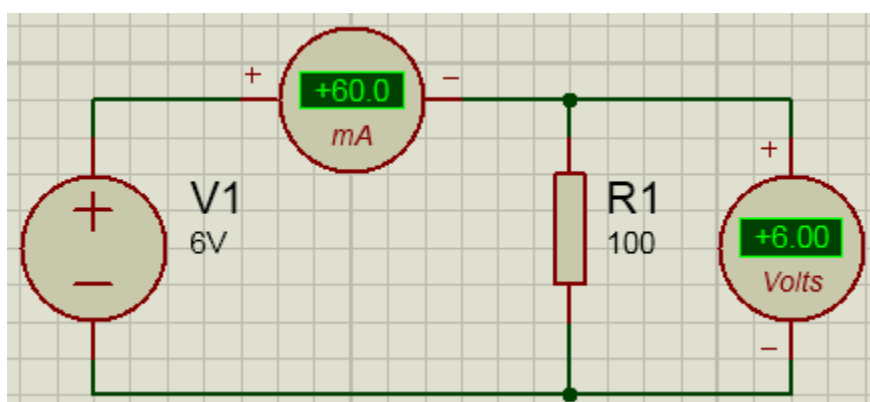 + +60.0 −
mA
+
V1
6V
−
R1
100
+
+6.00
Volts
−